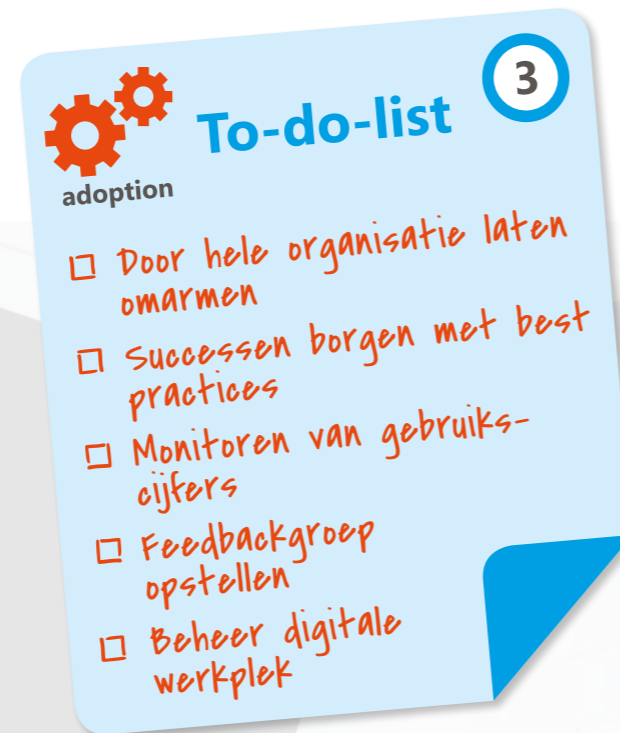 3
To-do-list
adoption
Door hele organisatie laten
omarmen
Successen borgen met best
practices
Monitoren van gebruiks-
cijfers
Feedbackgroep
opstellen
Beheer digitale
werkplek